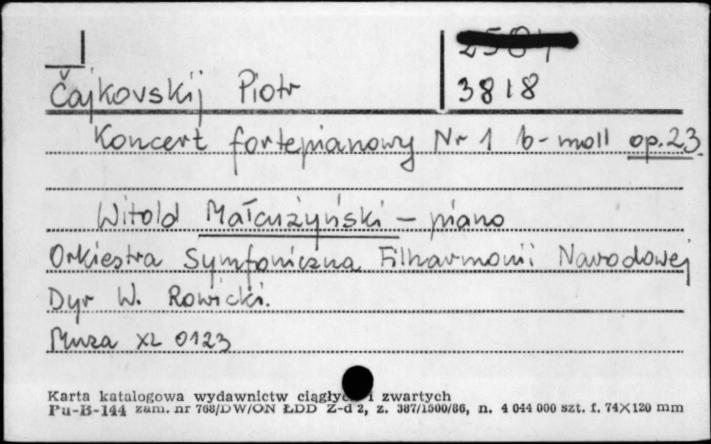 3818
Čajkovskij Piotr
Koncert fortepianowy Nr 1 b-moll op.23
Witold Małcużyński - piano
Orkiestra Symfoniczna Filharmonii Narodowej
Dyr W. Rowicki.
Muza XL 0123
Karta katalogowa wydawnictw i zwartych
Pu-B-144 zam. nr 768/DW/ON ŁDD Z-d 2, z. 387/1500/86, n. 4 044 000 szt. f. 74×120 mm